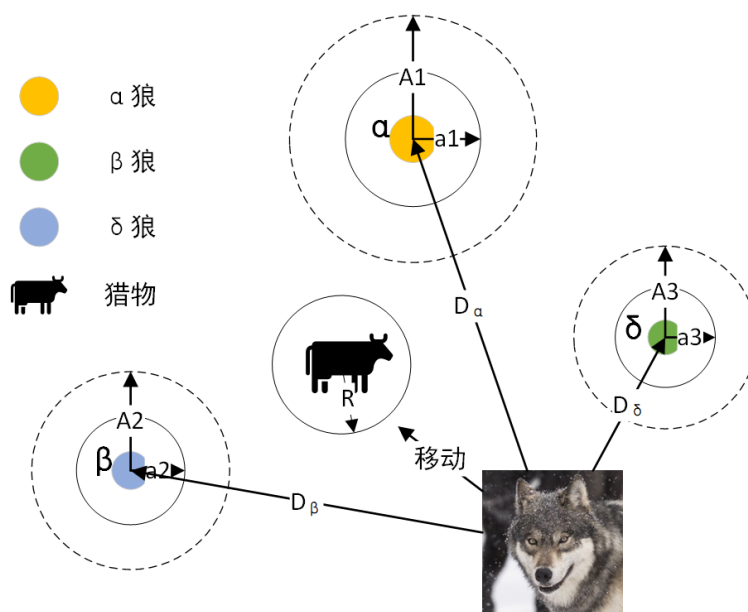 α 狼
β 狼
δ 狼
猎物
A1
α
a1
Dα
A3
δ
a3
Dδ
R
移动
A2
β
a2
Dβ